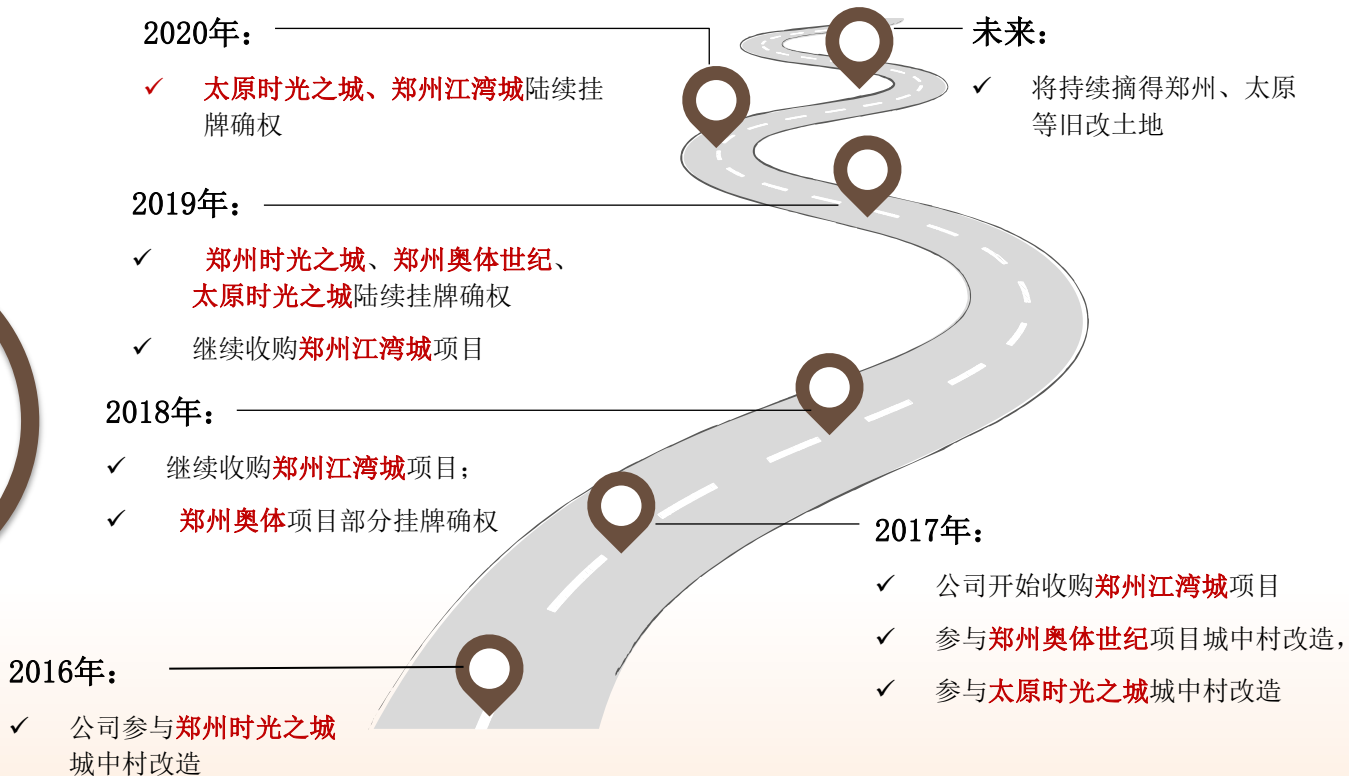 2020年：
✓ 太原时光之城、郑州江湾城陆续挂
牌确权
未来：
✓ 将持续摘得郑州、太原
等旧改土地
2019年：
✓ 郑州时光之城、郑州奥体世纪、
太原时光之城陆续挂牌确权
✓ 继续收购郑州江湾城项目
2018年：
✓ 继续收购郑州江湾城项目；
✓ 郑州奥体项目部分挂牌确权
2017年：
✓ 公司开始收购郑州江湾城项目
✓ 参与郑州奥体世纪项目城中村改造，
✓ 参与太原时光之城城中村改造
2016年：
✓ 公司参与郑州时光之城
城中村改造